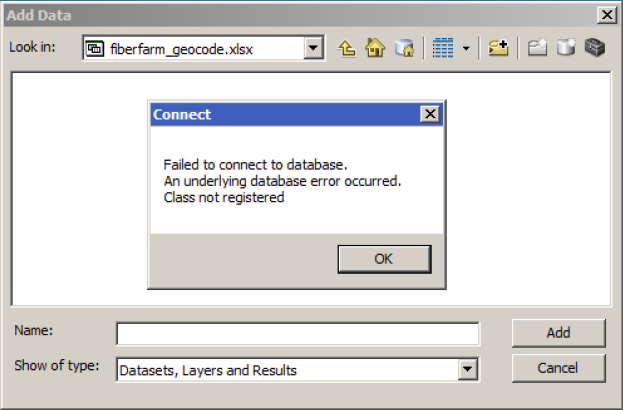 Add Data
Look in:
fiberfarm_geocode.xlsx
Connect
Failed to connect to database.
An underlying database error occurred.
Class not registered
OK
Name:
Add
Show of type:
Datasets, Layers and Results
Cancel